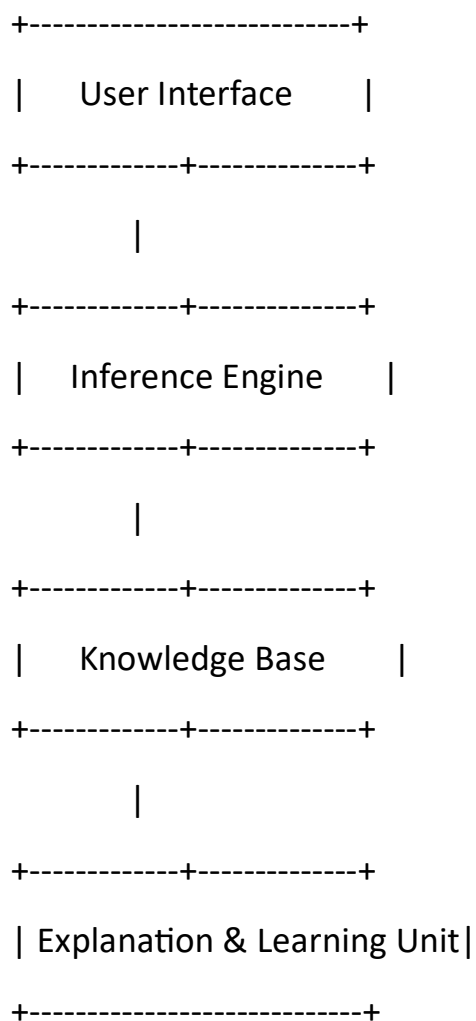 +---------------------------+
|      User Interface        |
+-------------+--------------+
|
+-------------+--------------+
|     Inference Engine       |
+-------------+--------------+
|
+-------------+--------------+
|      Knowledge Base        |
+-------------+--------------+
|
+-------------+--------------+
| Explanation & Learning Unit|
+----------------------------+